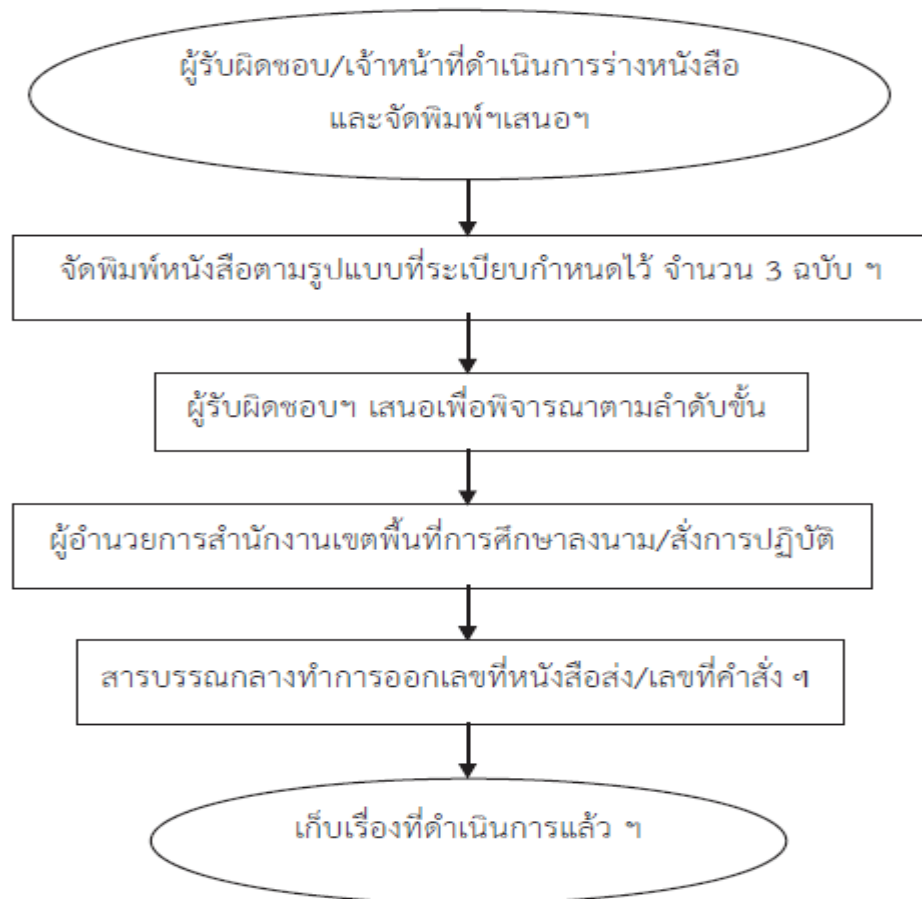 ผู้รับผิดชอบ/เจ้าหน้าที่ดำเนินการร่างหนังสือ
และจัดพิมพ์ฯเสนอฯ
จัดพิมพ์หนังสือตามรูปแบบที่ระเบียบกำหนดไว้ จำนวน 3 ฉบับ ฯ
ผู้รับผิดชอบฯ เสนอเพื่อพิจารณาตามลำดับขั้น
ผู้อำนวยการสำนักงานเขตพื้นที่การศึกษาลงนาม/สั่งการปฏิบัติ
สารบรรณกลางทำการออกเลขที่หนังสือส่ง/เลขที่คำสั่ง ฯ
เก็บเรื่องที่ดำเนินการแล้ว ฯ